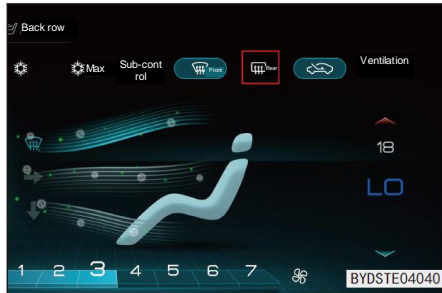 Back row
Max
Sub-cont
rol
Front
Rear
Ventilation
18
LO
1 2 3 4 5 6 7
BYDSTE04040